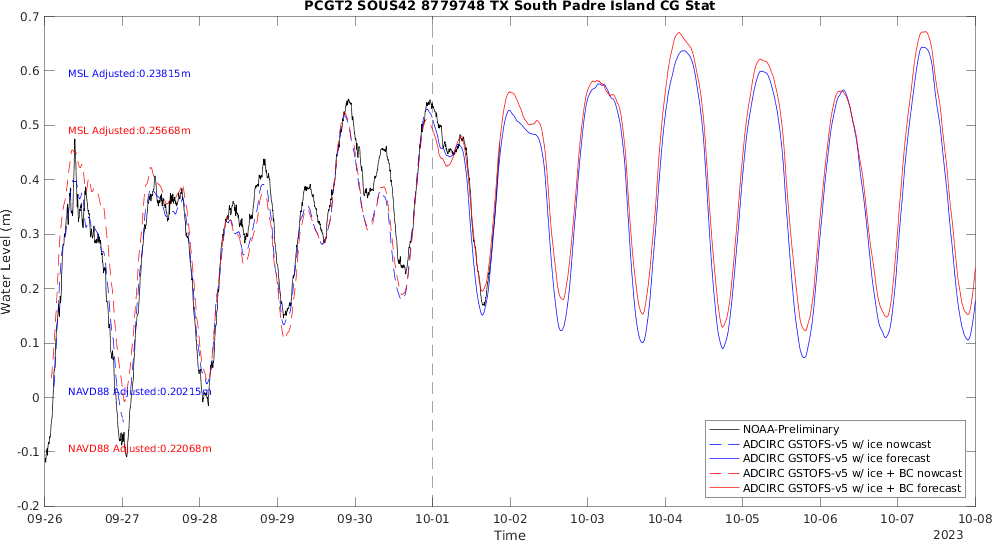 PCGT2 SOUS42 8779748 TX South Padre Island CG Stat
0.7
0.6
0.5
0.4
0.3
0.2
0.1
0
-0.1
-0.2
Water Level (m)
MSL Adjusted:0.23815m
MSL Adjusted:0.25668m
NAVD88 Adjusted:0.20215m
NAVD88 Adjusted:0.22068m
NOAA-Preliminary
ADCIRC GSTOFS-v5 w/ ice nowcast
ADCIRC GSTOFS-v5 w/ ice forecast
ADCIRC GSTOFS-v5 w/ ice + BC nowcast
ADCIRC GSTOFS-v5 w/ ice + BC forecast
09-26 09-27 09-28 09-29 09-30 10-01 10-02 10-03 10-04 10-05 10-06 10-07 10-08
Time
2023